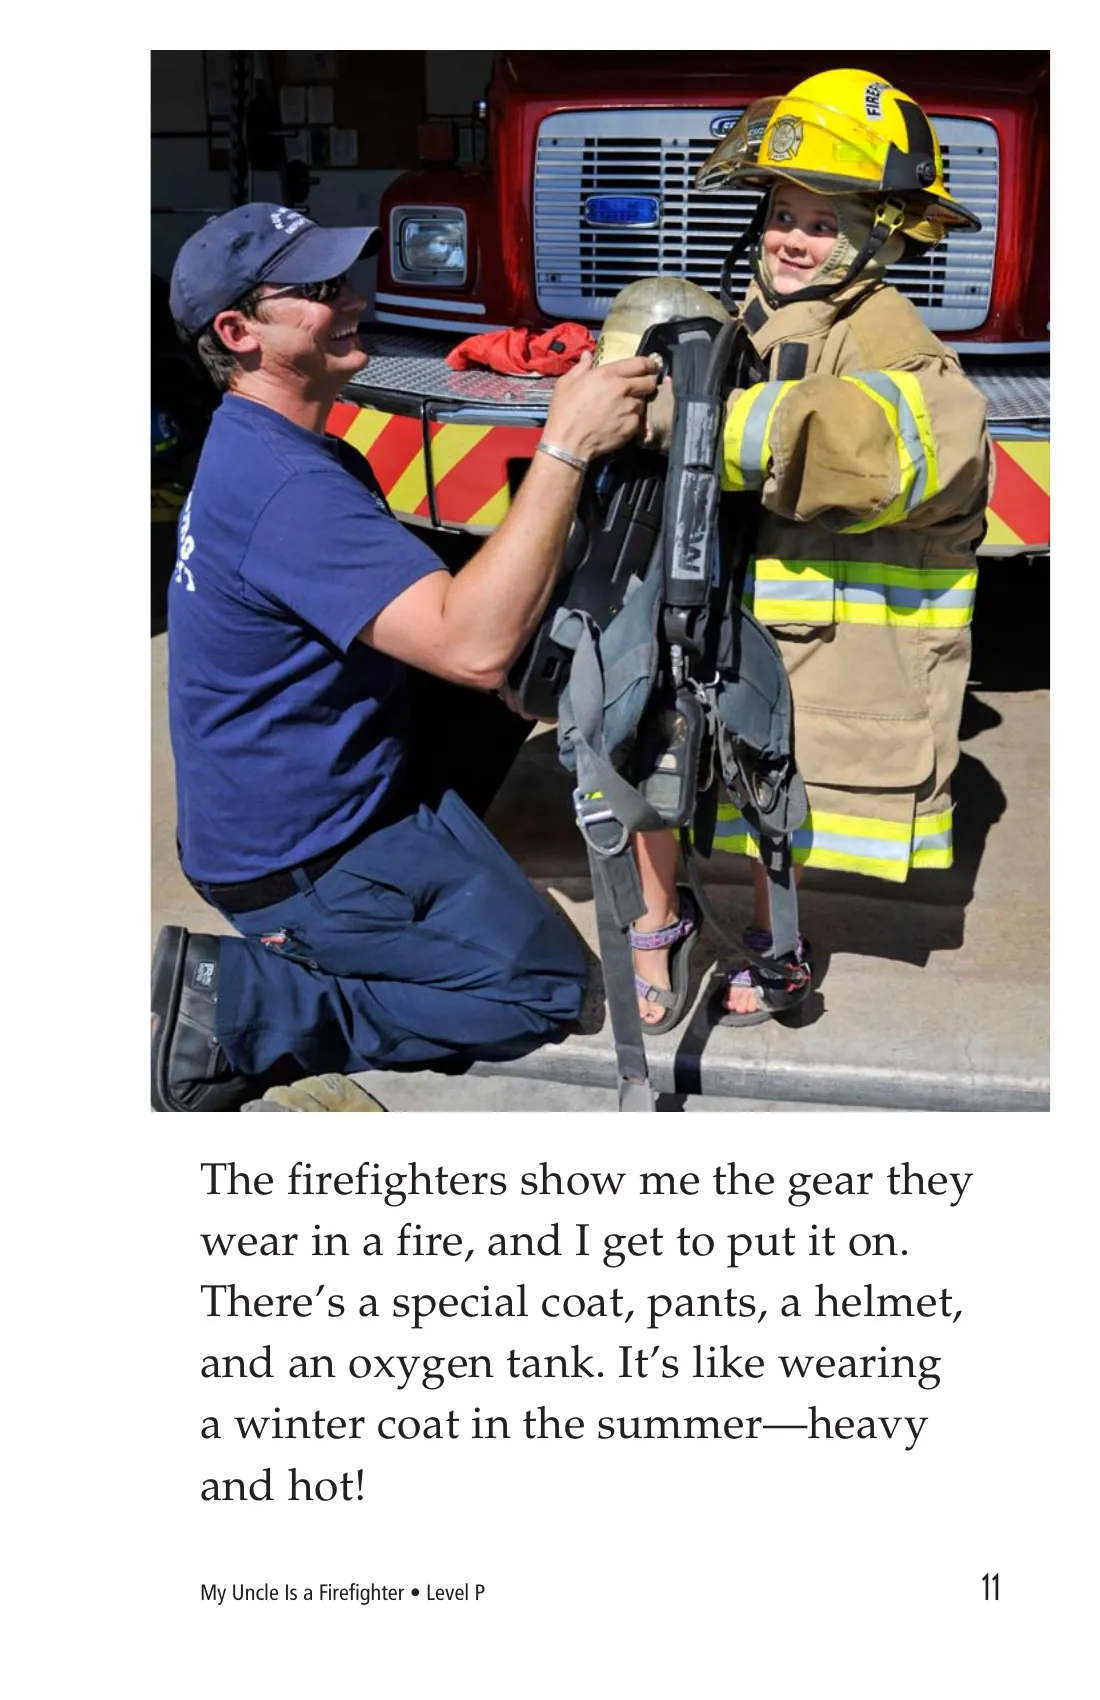 FIREF
The firefighters show me the gear they
wear in a fire, and I get to put it on.
There’s a special coat, pants, a helmet,
and an oxygen tank. It’s like wearing
a winter coat in the summer—heavy
and hot!
My Uncle Is a Firefighter • Level P
11